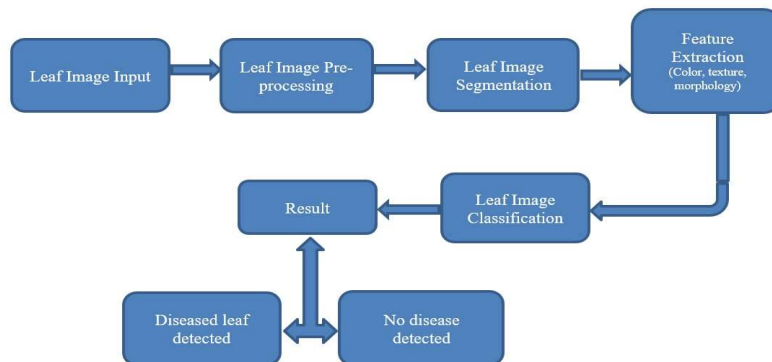 Leaf Image Input
Leaf Image Pre-
processing
Leaf Image
Segmentation
Feature
Extraction
(Color, texture,
morphology)
Leaf Image
Classification
Result
Diseased leaf
detected
No disease
detected